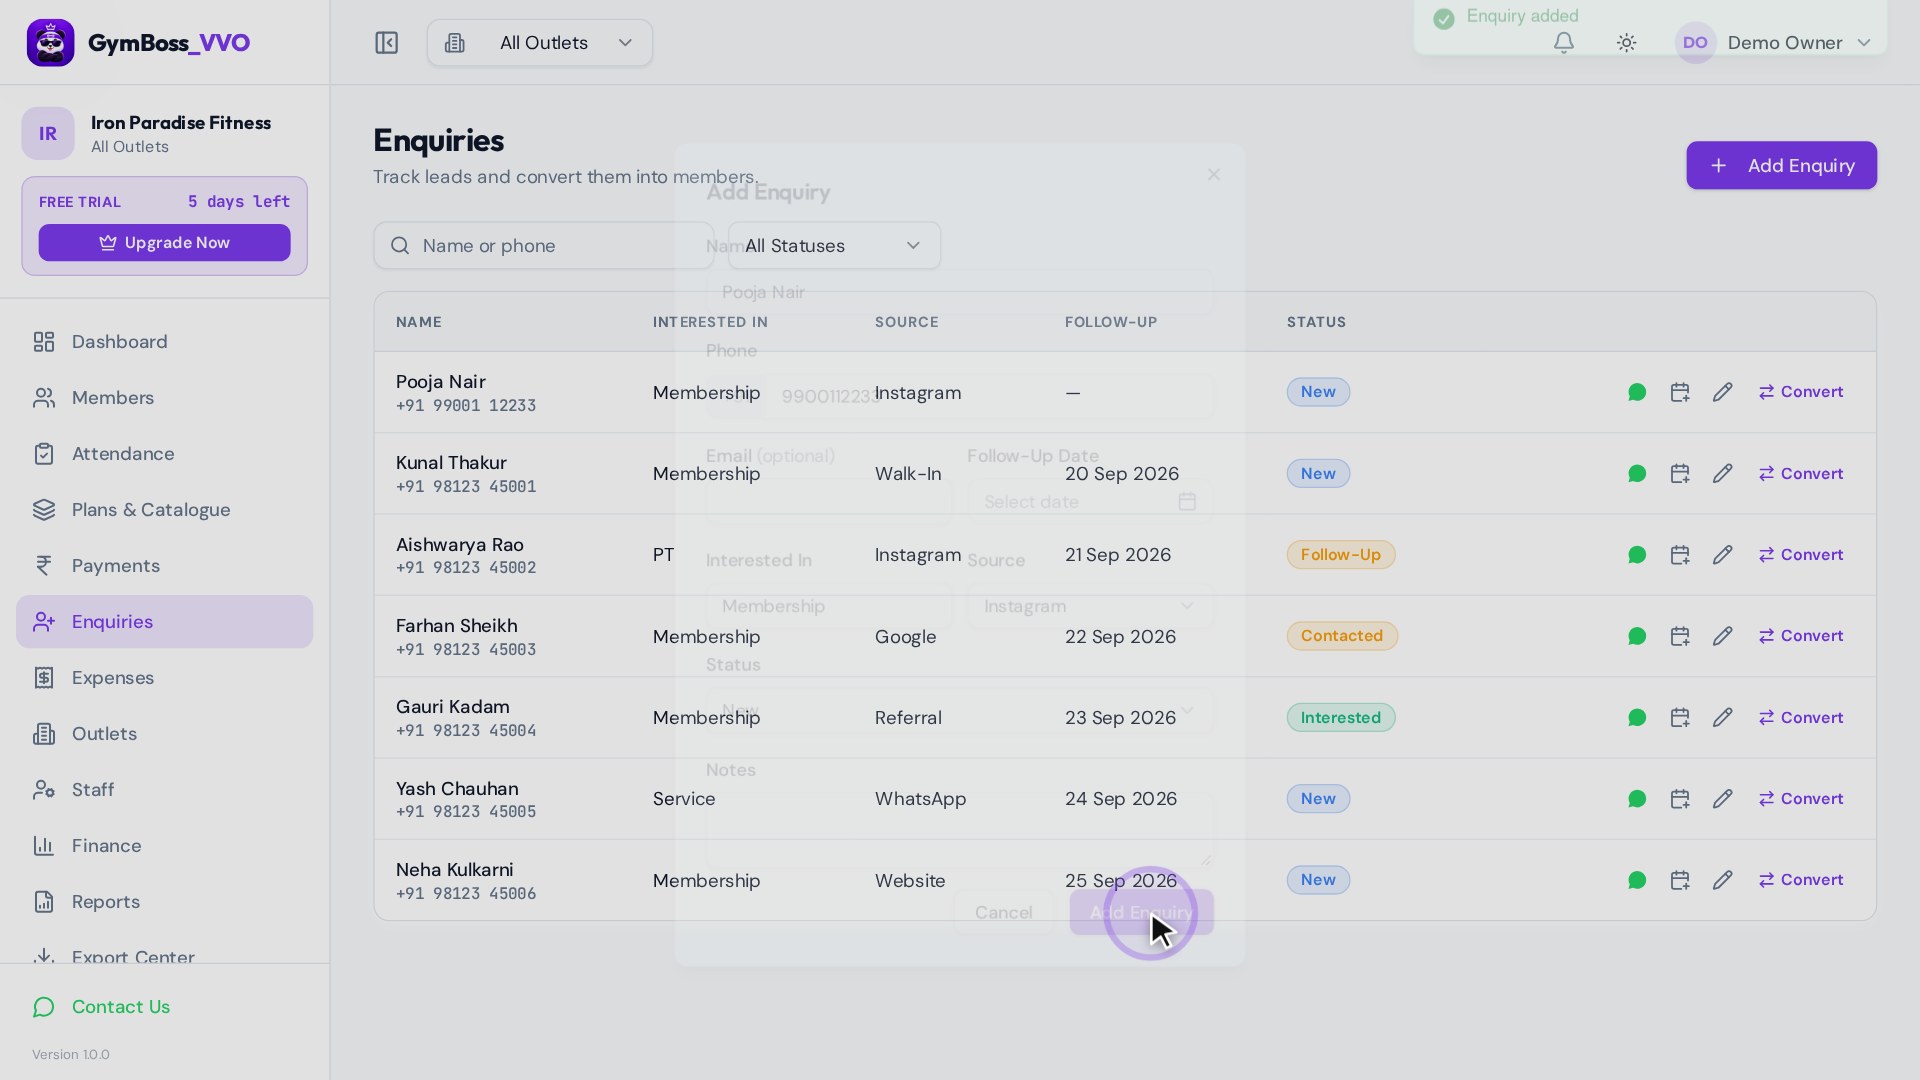 GymBoss_VVO
All Outlets
Enquiry added
DO
Demo Owner
IR
Iron Paradise Fitness
All Outlets
FREE TRIAL
5 days left
Upgrade Now
Dashboard
Members
Attendance
Plans & Catalogue
Payments
Enquiries
Expenses
Outlets
Staff
Finance
Reports
Export Center
Contact Us
Version 1.0.0
Enquiries
Track leads and convert them into members.
Add Enquiry
Name or phone
All Statuses
NAME INTERESTED IN SOURCE FOLLOW-UP STATUS
Pooja Nair
+91 99001 12233
Membership Instagram — New Convert
Kunal Thakur
+91 98123 45001
Membership Walk-In 20 Sep 2026 New Convert
Aishwarya Rao
+91 98123 45002
PT Instagram 21 Sep 2026 Follow-Up Convert
Farhan Sheikh
+91 98123 45003
Membership Google 22 Sep 2026 Contacted Convert
Gauri Kadam
+91 98123 45004
Membership Referral 23 Sep 2026 Interested Convert
Yash Chauhan
+91 98123 45005
Service WhatsApp 24 Sep 2026 New Convert
Neha Kulkarni
+91 98123 45006
Membership Website 25 Sep 2026 New Convert
Add Enquiry
Name
Pooja Nair
Phone
9900112233
Email (optional) Follow-Up Date
Select date
Interested In Source
Membership Instagram
Status
New
Notes
Cancel Add Enquiry